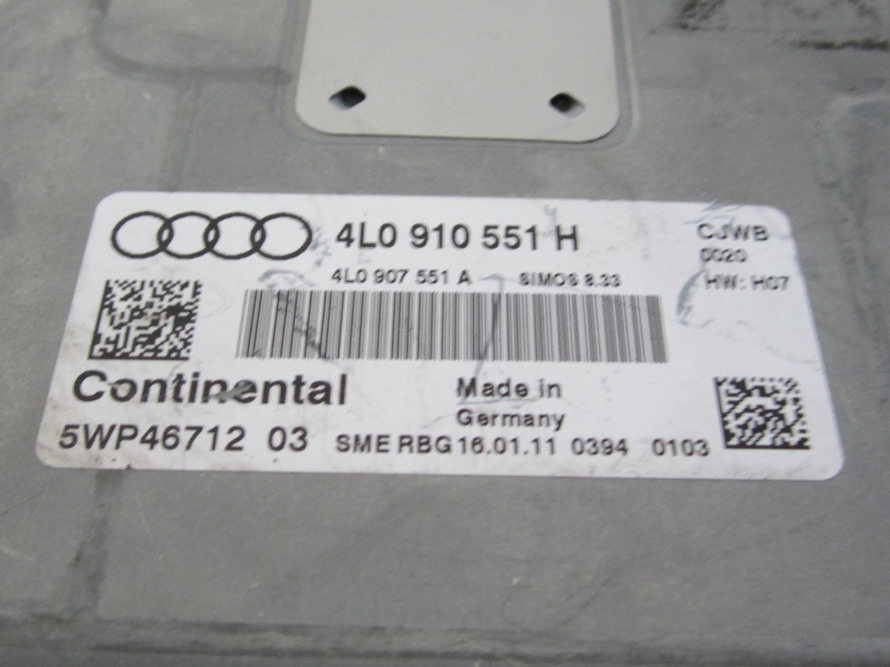 4L0 910 551 H
CJWB
0020
4L0 907 551 A SIMOS 8.33
HW: H07
Continental
Made in
Germany
5WP46712 03
SME RBG 16.01.11 0394 0103